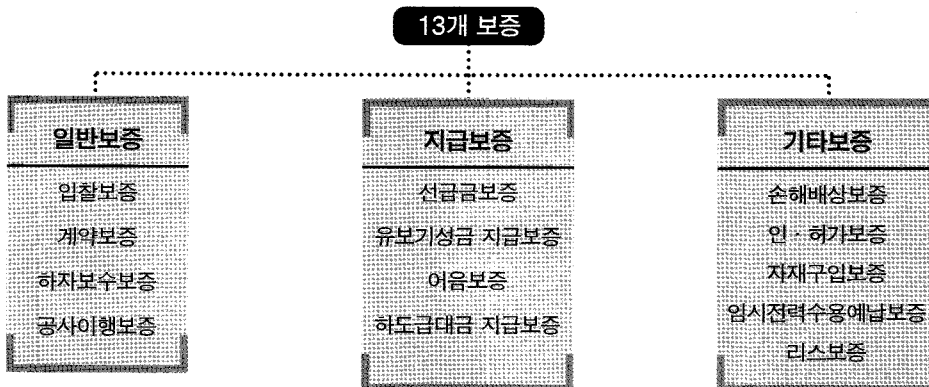 13개 보증
일반보증
입찰보증
계약보증
하자보수보증
공사이행보증
지급보증
선급금보증
유보기성금 지급보증
어음보증
하도급대금 지급보증
기타보증
손해배상보증
인 · 허가보증
자재구입보증
임시전력수용예납보증
리스보증